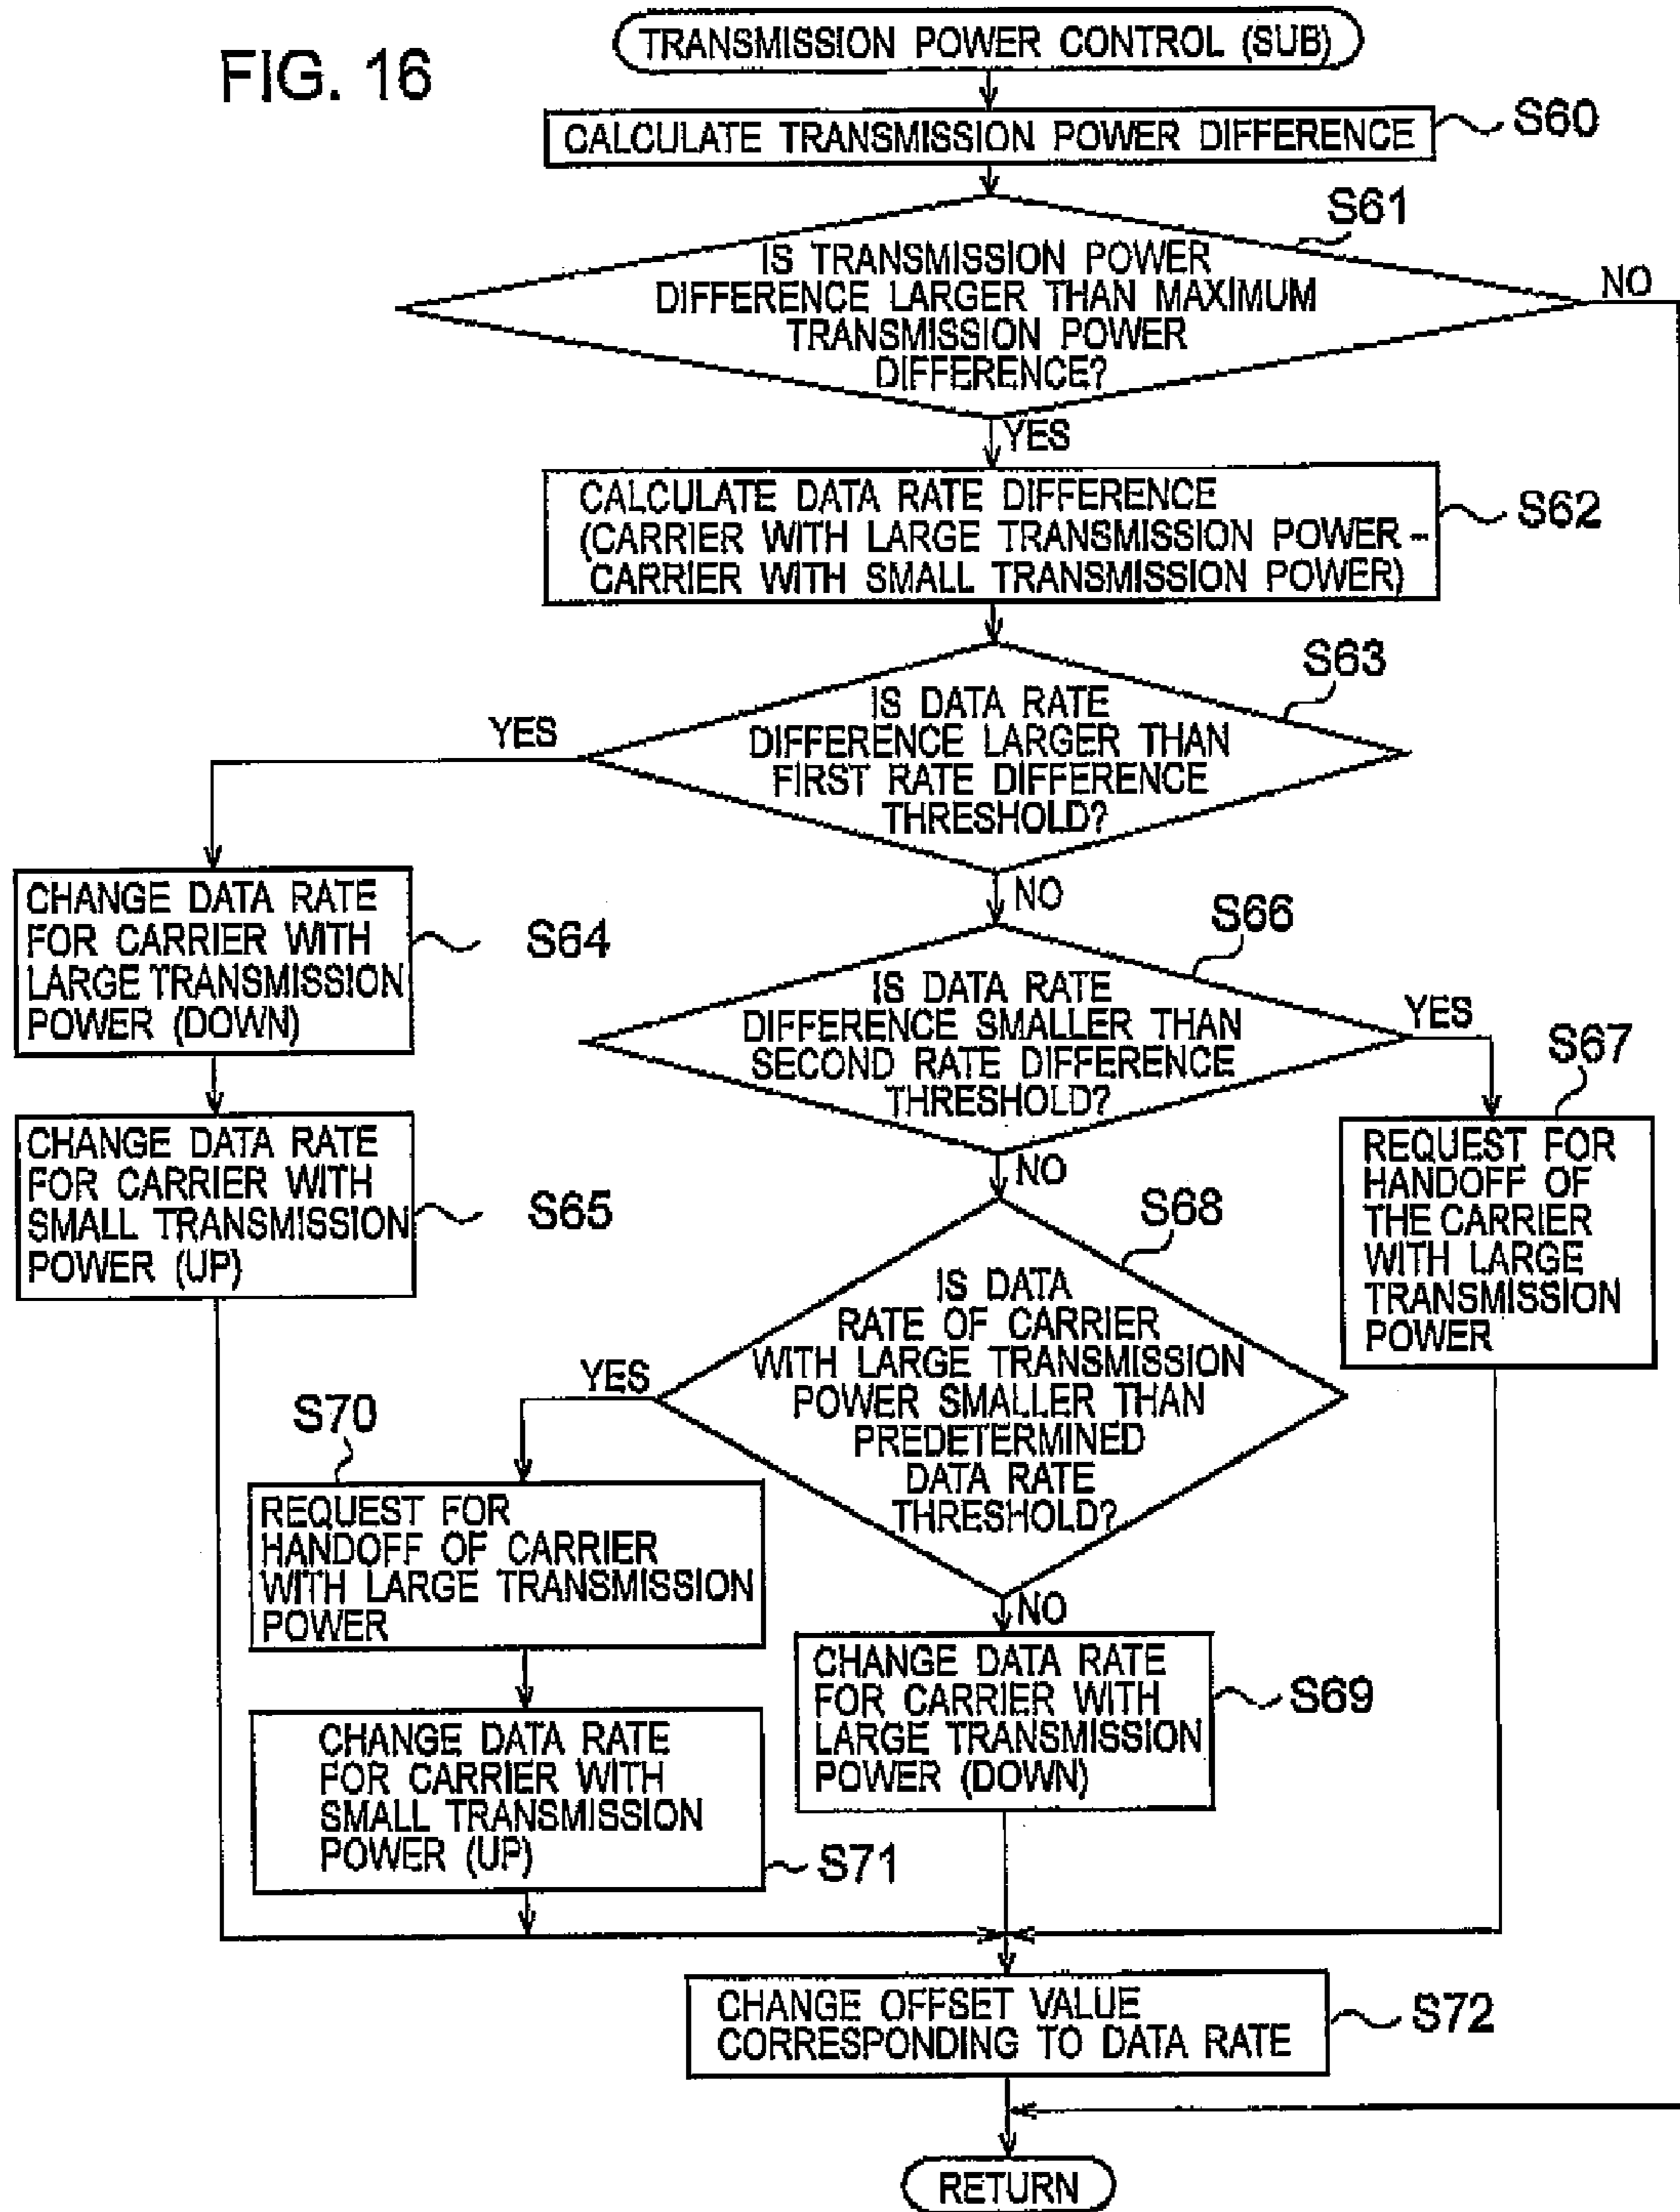 FIG. 16
TRANSMISSION POWER CONTROL (SUB)
CALCULATE TRANSMISSION POWER DIFFERENCE
S60
S61
IS TRANSMISSION POWER
DIFFERENCE LARGER THAN MAXIMUM
TRANSMISSION POWER
DIFFERENCE?
NO
YES
CALCULATE DATA RATE DIFFERENCE
(CARRIER WITH LARGE TRANSMISSION POWER -
CARRIER WITH SMALL TRANSMISSION POWER)
S62
S63
IS DATA RATE
DIFFERENCE LARGER THAN
FIRST RATE DIFFERENCE
THRESHOLD?
YES
NO
CHANGE DATA RATE
FOR CARRIER WITH
LARGE TRANSMISSION
POWER (DOWN)
S64
S66
IS DATA RATE
DIFFERENCE SMALLER THAN
SECOND RATE DIFFERENCE
THRESHOLD?
YES
NO
S67
REQUEST FOR
HANDOFF OF
THE CARRIER
WITH LARGE
TRANSMISSION
POWER
CHANGE DATA RATE
FOR CARRIER WITH
SMALL TRANSMISSION
POWER (UP)
S65
S68
IS DATA
RATE OF CARRIER
WITH LARGE TRANSMISSION
POWER SMALLER THAN
PREDETERMINED
DATA RATE
THRESHOLD?
YES
NO
S70
REQUEST FOR
HANDOFF OF CARRIER
WITH LARGE TRANSMISSION
POWER
CHANGE DATA RATE
FOR CARRIER WITH
LARGE TRANSMISSION
POWER (DOWN)
S69
CHANGE DATA RATE
FOR CARRIER WITH
SMALL TRANSMISSION
POWER (UP)
S71
CHANGE OFFSET VALUE
CORRESPONDING TO DATA RATE
S72
RETURN